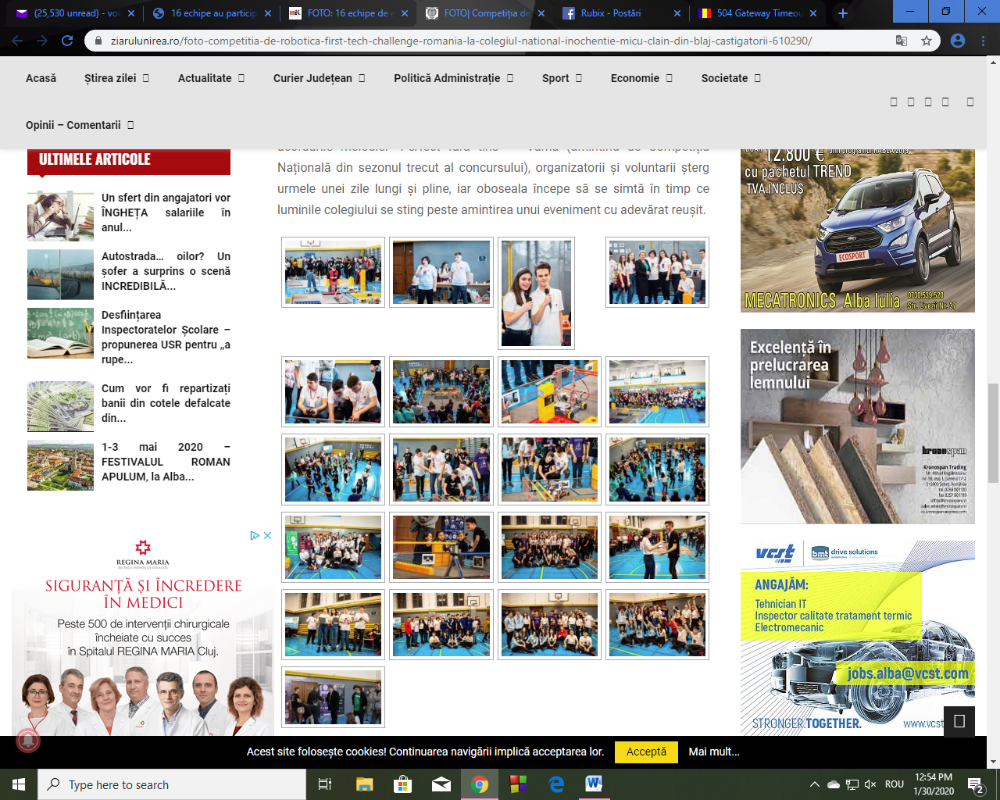 (25,530 unread) - vo
16 echipe au particip
FOTO: 16 echipe de e
FOTO| Competiția de
Rubix - Postări
504 Gateway Timeou
ziarulunirea.ro/foto-competitia-de-robotica-first-tech-challenge-romania-la-colegiul-national-inochentie-micu-clain-din-blaj-castigatorii-610290/
Acasă
Știrea zilei
Actualitate
Curier Județean
Politică Administrație
Sport
Economie
Societate
Opinii – Comentarii
Națională din sezonul trecut al concursului), organizatorii și voluntarii șterg
urmele unei zile lungi și pline, iar oboseala începe să se simtă în timp ce
luminile colegiului se sting peste amintirea unui eveniment cu adevărat reușit.
ULTIMELE ARTICOLE
Un sfert din angajatori vor
ÎNGHEȚA salariile în
anul...
Autostrada... oilor? Un
șofer a surprins o scenă
INCREDIBILĂ...
Desființarea
Inspectoratelor Școlare –
propunerea USR pentru „a
rupe...
Cum vor fi repartizați
banii din cotele defalcate
din...
1-3 mai 2020 –
FESTIVALUL ROMAN
APULUM, la Alba...
REGINA MARIA
SIGURANȚĂ ȘI ÎNCREDERE
ÎN MEDICI
Peste 500 de intervenții chirurgicale
încheiate cu succes
în Spitalul REGINA MARIA Cluj.
12.800 €
cu pachetul TREND
TVA INCLUS
ECOSPORT
MECATRONICS Alba Iulia
0730.539.520
Str. Livezii Nr. 37
Excelență în
prelucrarea
lemnului
kronospan
Kronospan Trading
vcst
bmt drive solutions
ANGAJĂM:
Tehnician IT
Inspector calitate tratament termic
Electromecanic
jobs.alba@vcst.com
STRONGER.TOGETHER.
www.vcst
Acest site folosește cookies! Continuarea navigării implică acceptarea lor.
Acceptă
Mai mult...
Type here to search
ROU
12:54 PM
1/30/2020
2